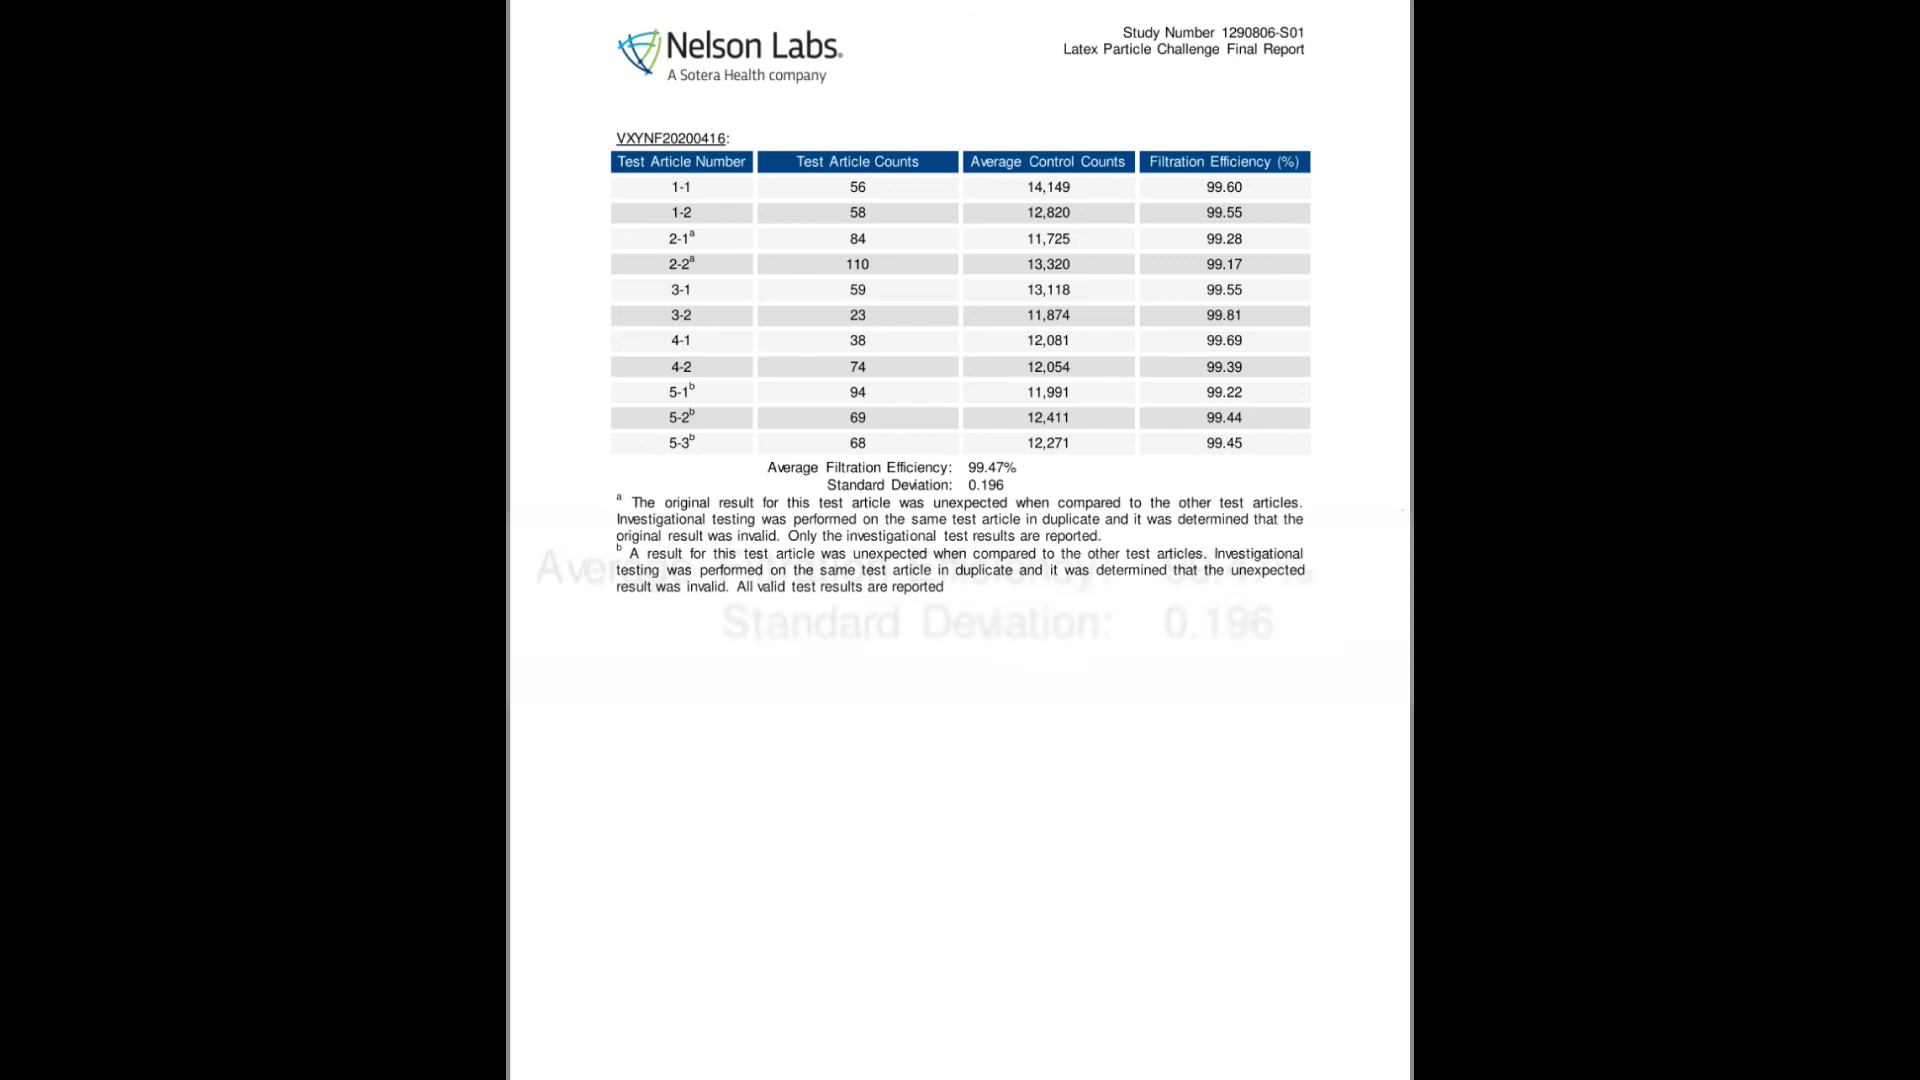 Nelson Labs.
A Sotera Health company
Study Number 1290806-S01
Latex Particle Challenge Final Report
VXYNF20200416:
Test Article Number Test Article Counts Average Control Counts Filtration Efficiency (%)
1-1 56 14,149 99.60
1-2 58 12,820 99.55
2-1a 84 11,725 99.28
2-2a 110 13,320 99.17
3-1 59 13,118 99.55
3-2 23 11,874 99.81
4-1 38 12,081 99.69
4-2 74 12,054 99.39
5-1b 94 11,991 99.22
5-2b 69 12,411 99.44
5-3b 68 12,271 99.45
Average Filtration Efficiency: 99.47%
Standard Deviation: 0.196
a The original result for this test article was unexpected when compared to the other test articles.
Investigational testing was performed on the same test article in duplicate and it was determined that the
original result was invalid. Only the investigational test results are reported.
b A result for this test article was unexpected when compared to the other test articles. Investigational
testing was performed on the same test article in duplicate and it was determined that the unexpected
result was invalid. All valid test results are reported
Average Filtration Efficiency: 99.47%
Standard Deviation: 0.196